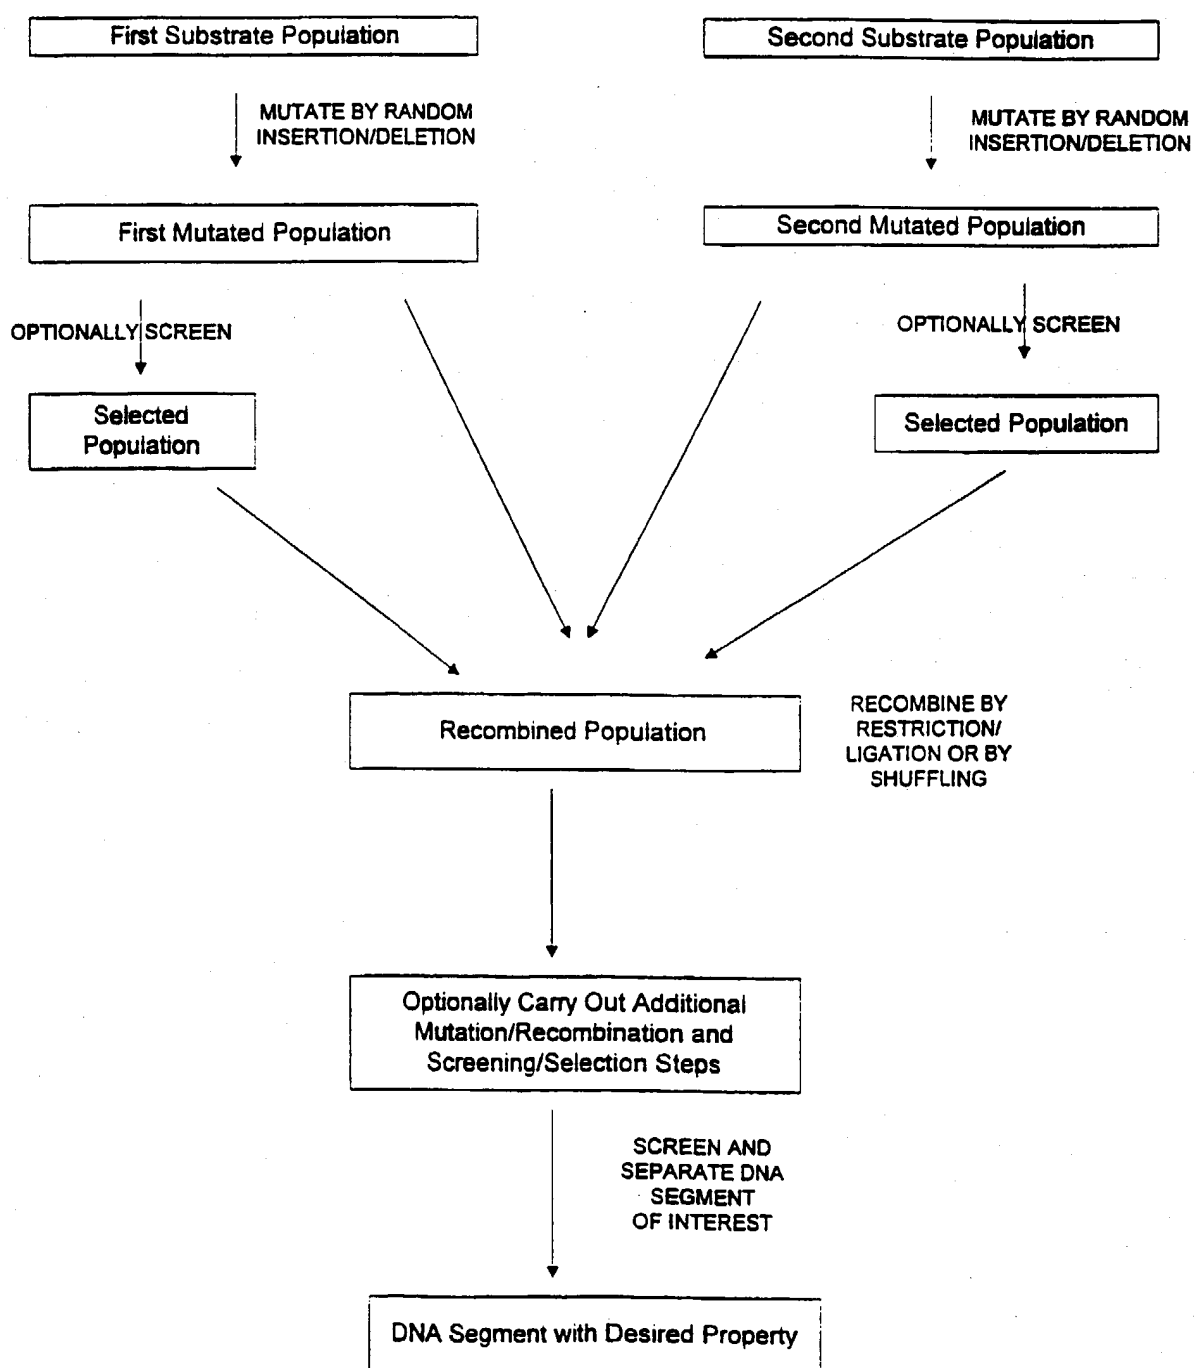 First Substrate Population
Second Substrate Population
MUTATE BY RANDOM
INSERTION/DELETION
MUTATE BY RANDOM
INSERTION/DELETION
First Mutated Population
Second Mutated Population
OPTIONALLY SCREEN
OPTIONALLY SCREEN
Selected
Population
Selected Population
Recombined Population
RECOMBINE BY
RESTRICTION/
LIGATION OR BY
SHUFFLING
Optionally Carry Out Additional
Mutation/Recombination and
Screening/Selection Steps
SCREEN AND
SEPARATE DNA
SEGMENT
OF INTEREST
DNA Segment with Desired Property